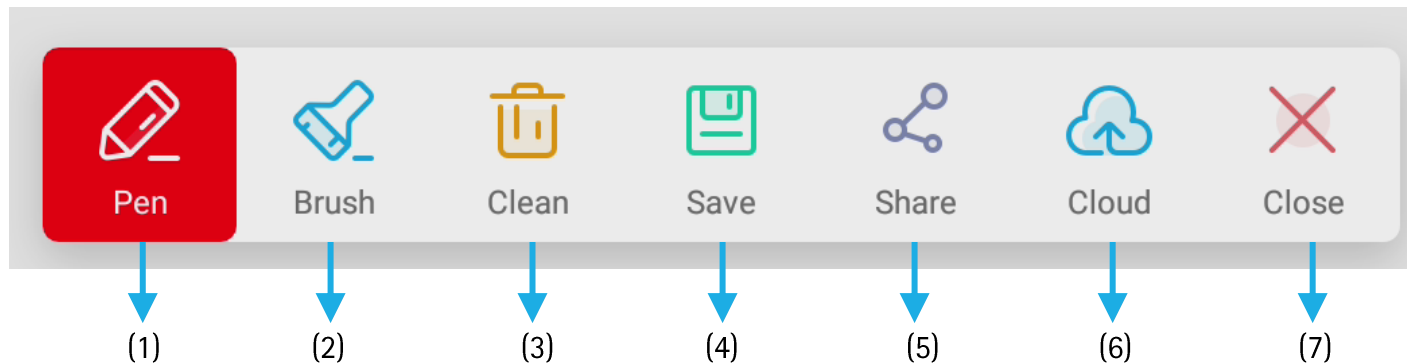 Pen Brush Clean Save Share Cloud Close
(1) (2) (3) (4) (5) (6) (7)